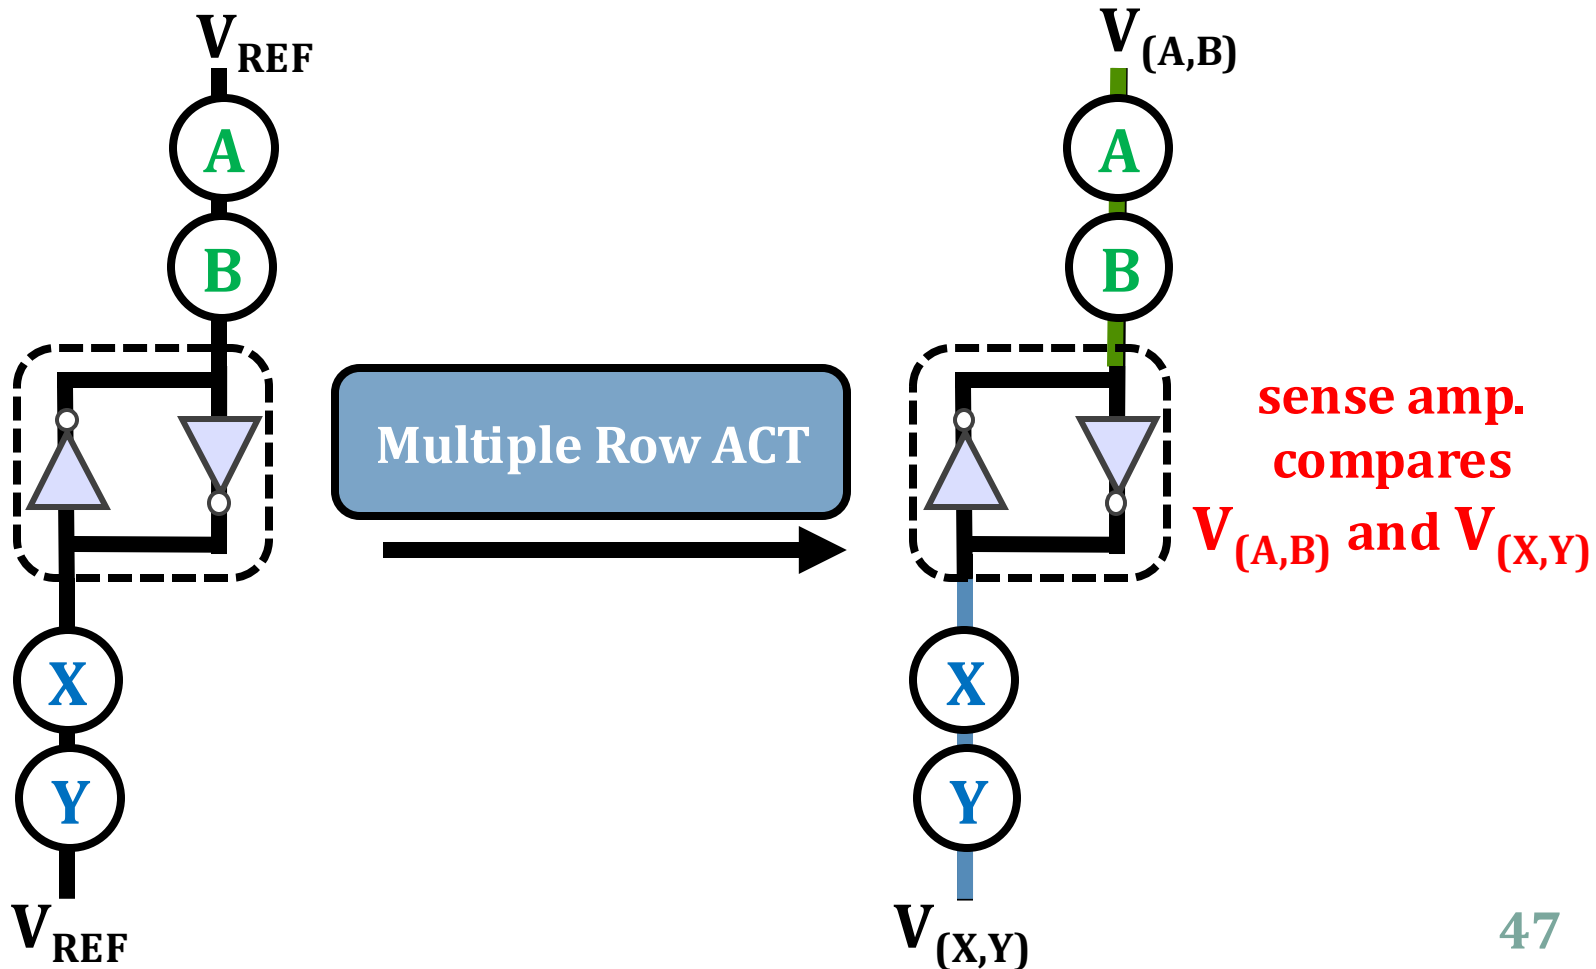 V_REF
V_(A,B)
A
A
B
B
Multiple Row ACT
sense amp.
compares
V_(A,B) and V_(X,Y)
X
X
Y
Y
V_REF
V_(X,Y)
47